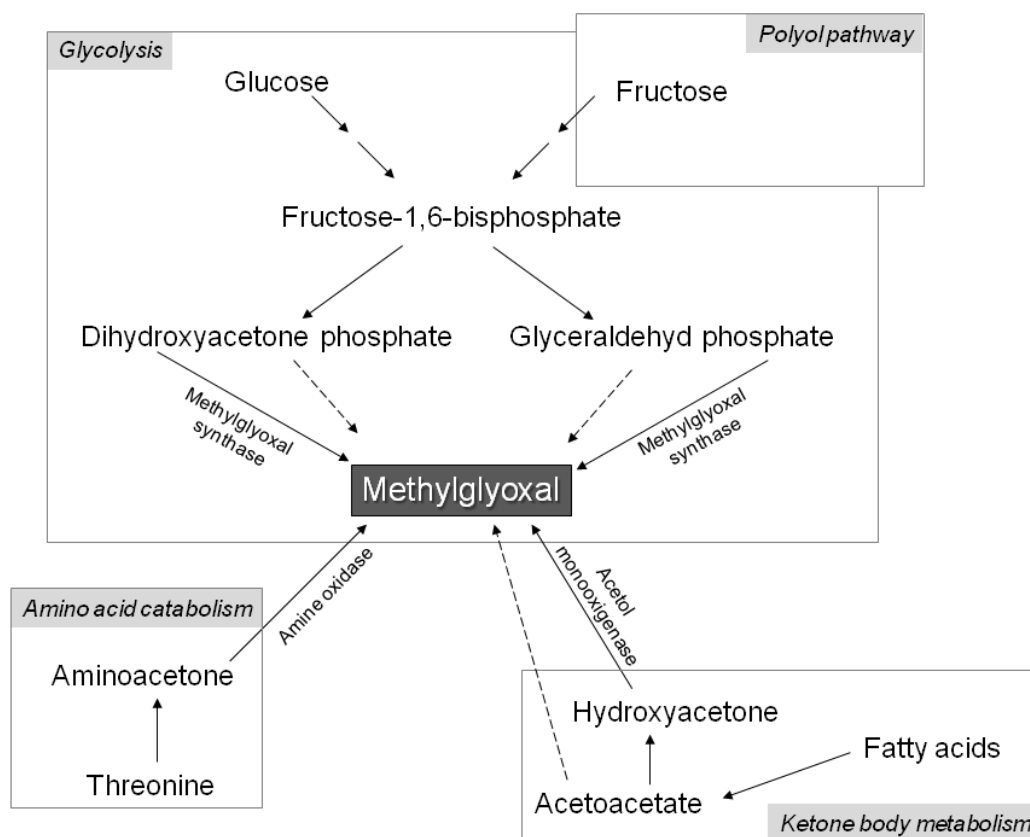 Glycolysis
Polyol pathway
Glucose
Fructose
Fructose-1,6-bisphosphate
Dihydroxyacetone phosphate
Glyceraldehyd phosphate
Methylglyoxal
synthase
Methylglyoxal
synthase
Methylglyoxal
Amine oxidase
Acetol
monooxigenase
Amino acid catabolism
Aminoacetone
Threonine
Hydroxyacetone
Fatty acids
Acetoacetate
Ketone body metabolism